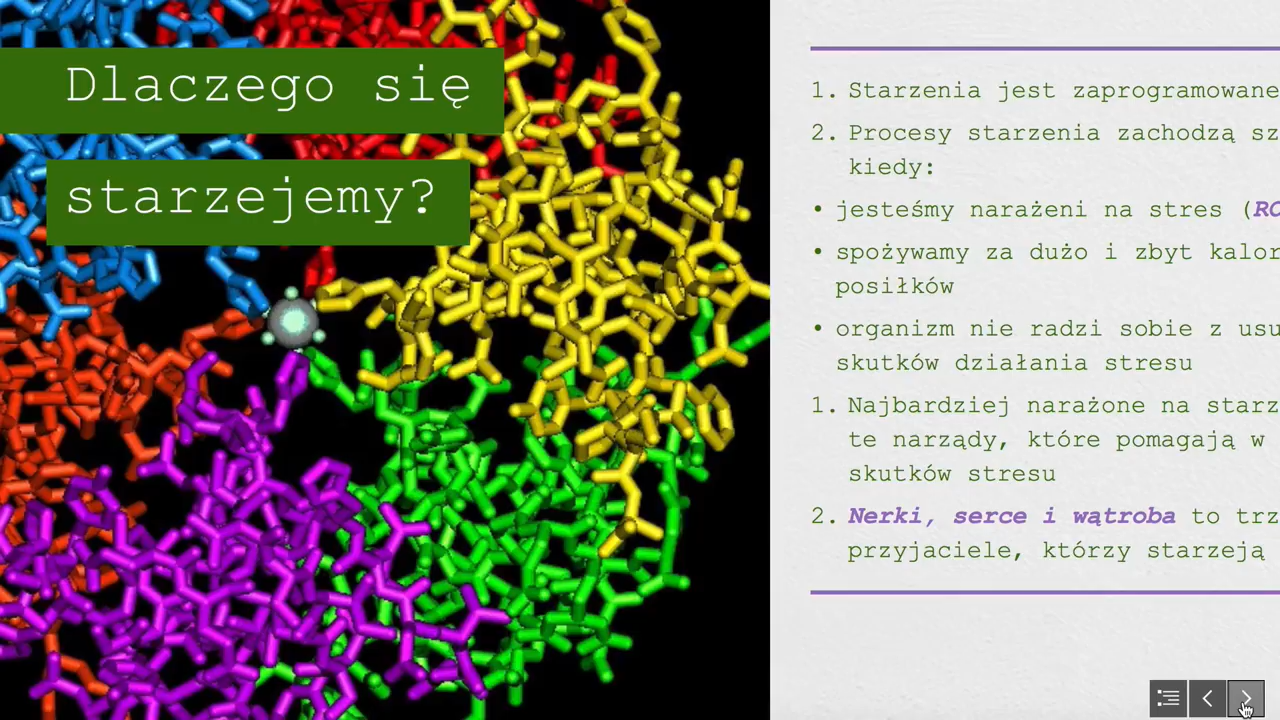 Dlaczego się
starzejemy?
1. Starzenia jest zaprogramowane
2. Procesy starzenia zachodzą
kiedy:
• jesteśmy narażeni na stres (
• spożywamy za dużo i zbyt
posiłków
• organizm nie radzi sobie z
skutków działania stresu
1. Najbardziej narażone na
te narządy, które pomagają w
skutków stresu
2. Nerki, serce i wątroba to
przyjaciele, którzy starzeją